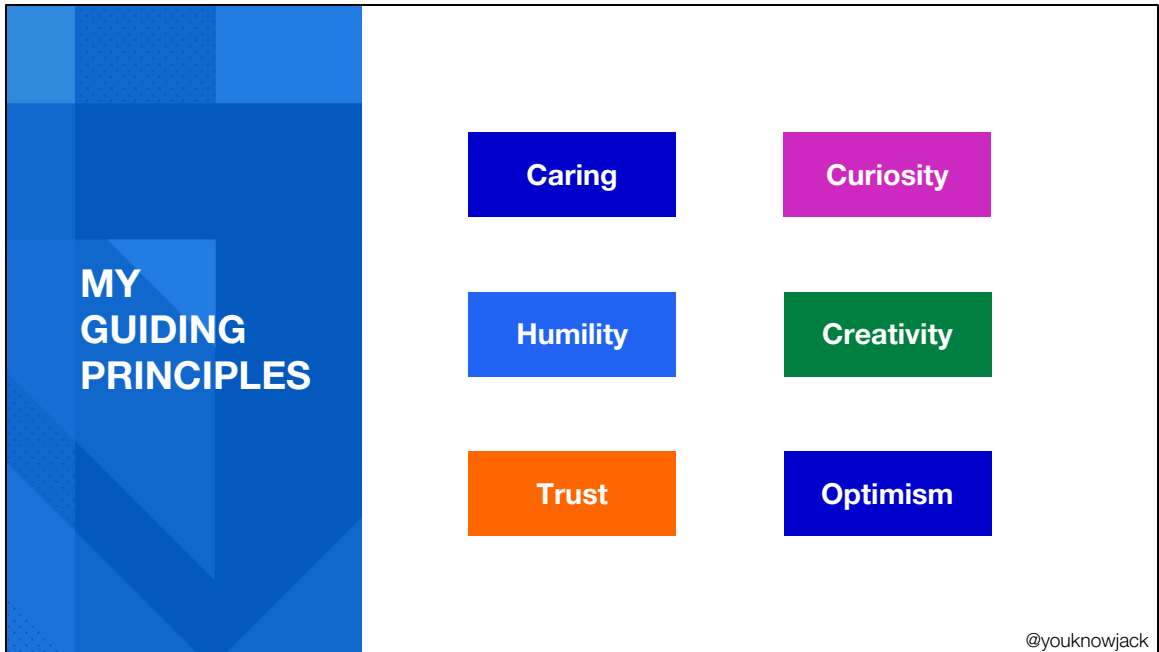 MY
GUIDING
PRINCIPLES
Caring
Curiosity
Humility
Creativity
Trust
Optimism
@youknowjack